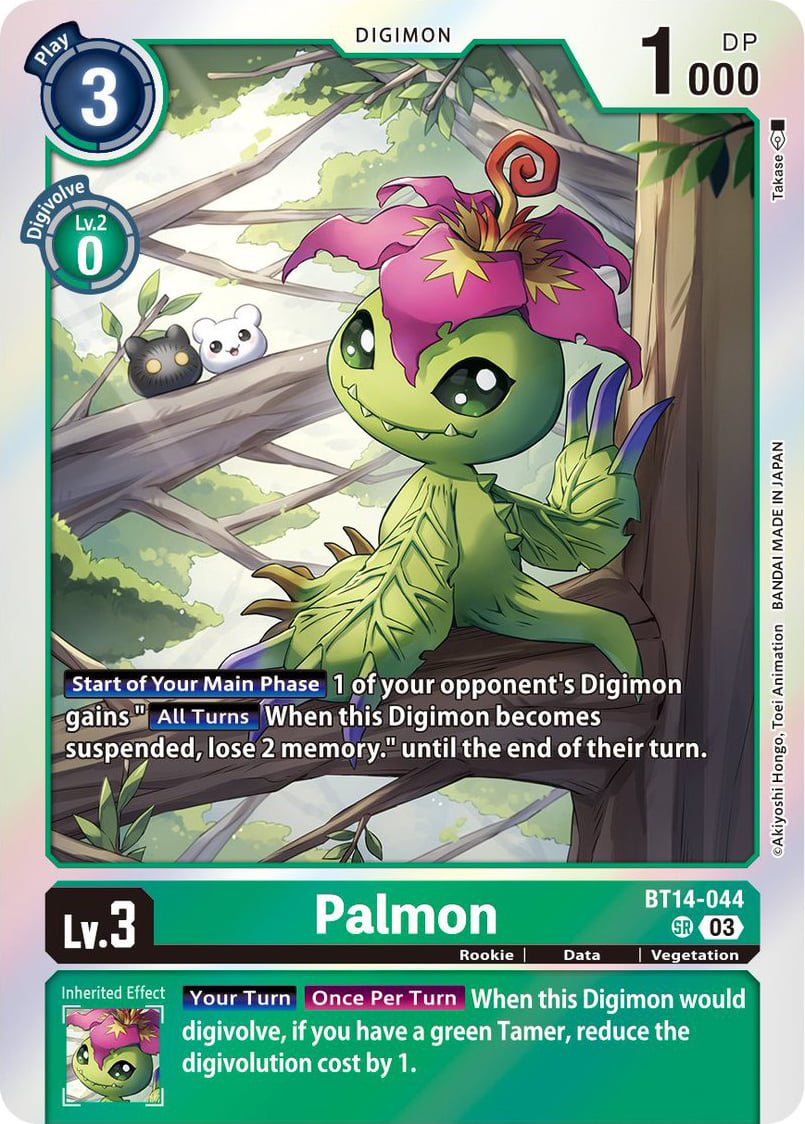 Play
3
DIGIMON
1000
DP
Digivolve
Lv.2
0
Takase
Start of Your Main Phase 1 of your opponent's Digimon
gains " All Turns When this Digimon becomes
suspended, lose 2 memory." until the end of their turn.
©Akiyoshi Hongo, Toei Animation BANDAI MADE IN JAPAN
Lv.3
Palmon
BT14-044
SR 03
Rookie | Data | Vegetation
Inherited Effect
Your Turn Once Per Turn When this Digimon would
digivolve, if you have a green Tamer, reduce the
digivolution cost by 1.